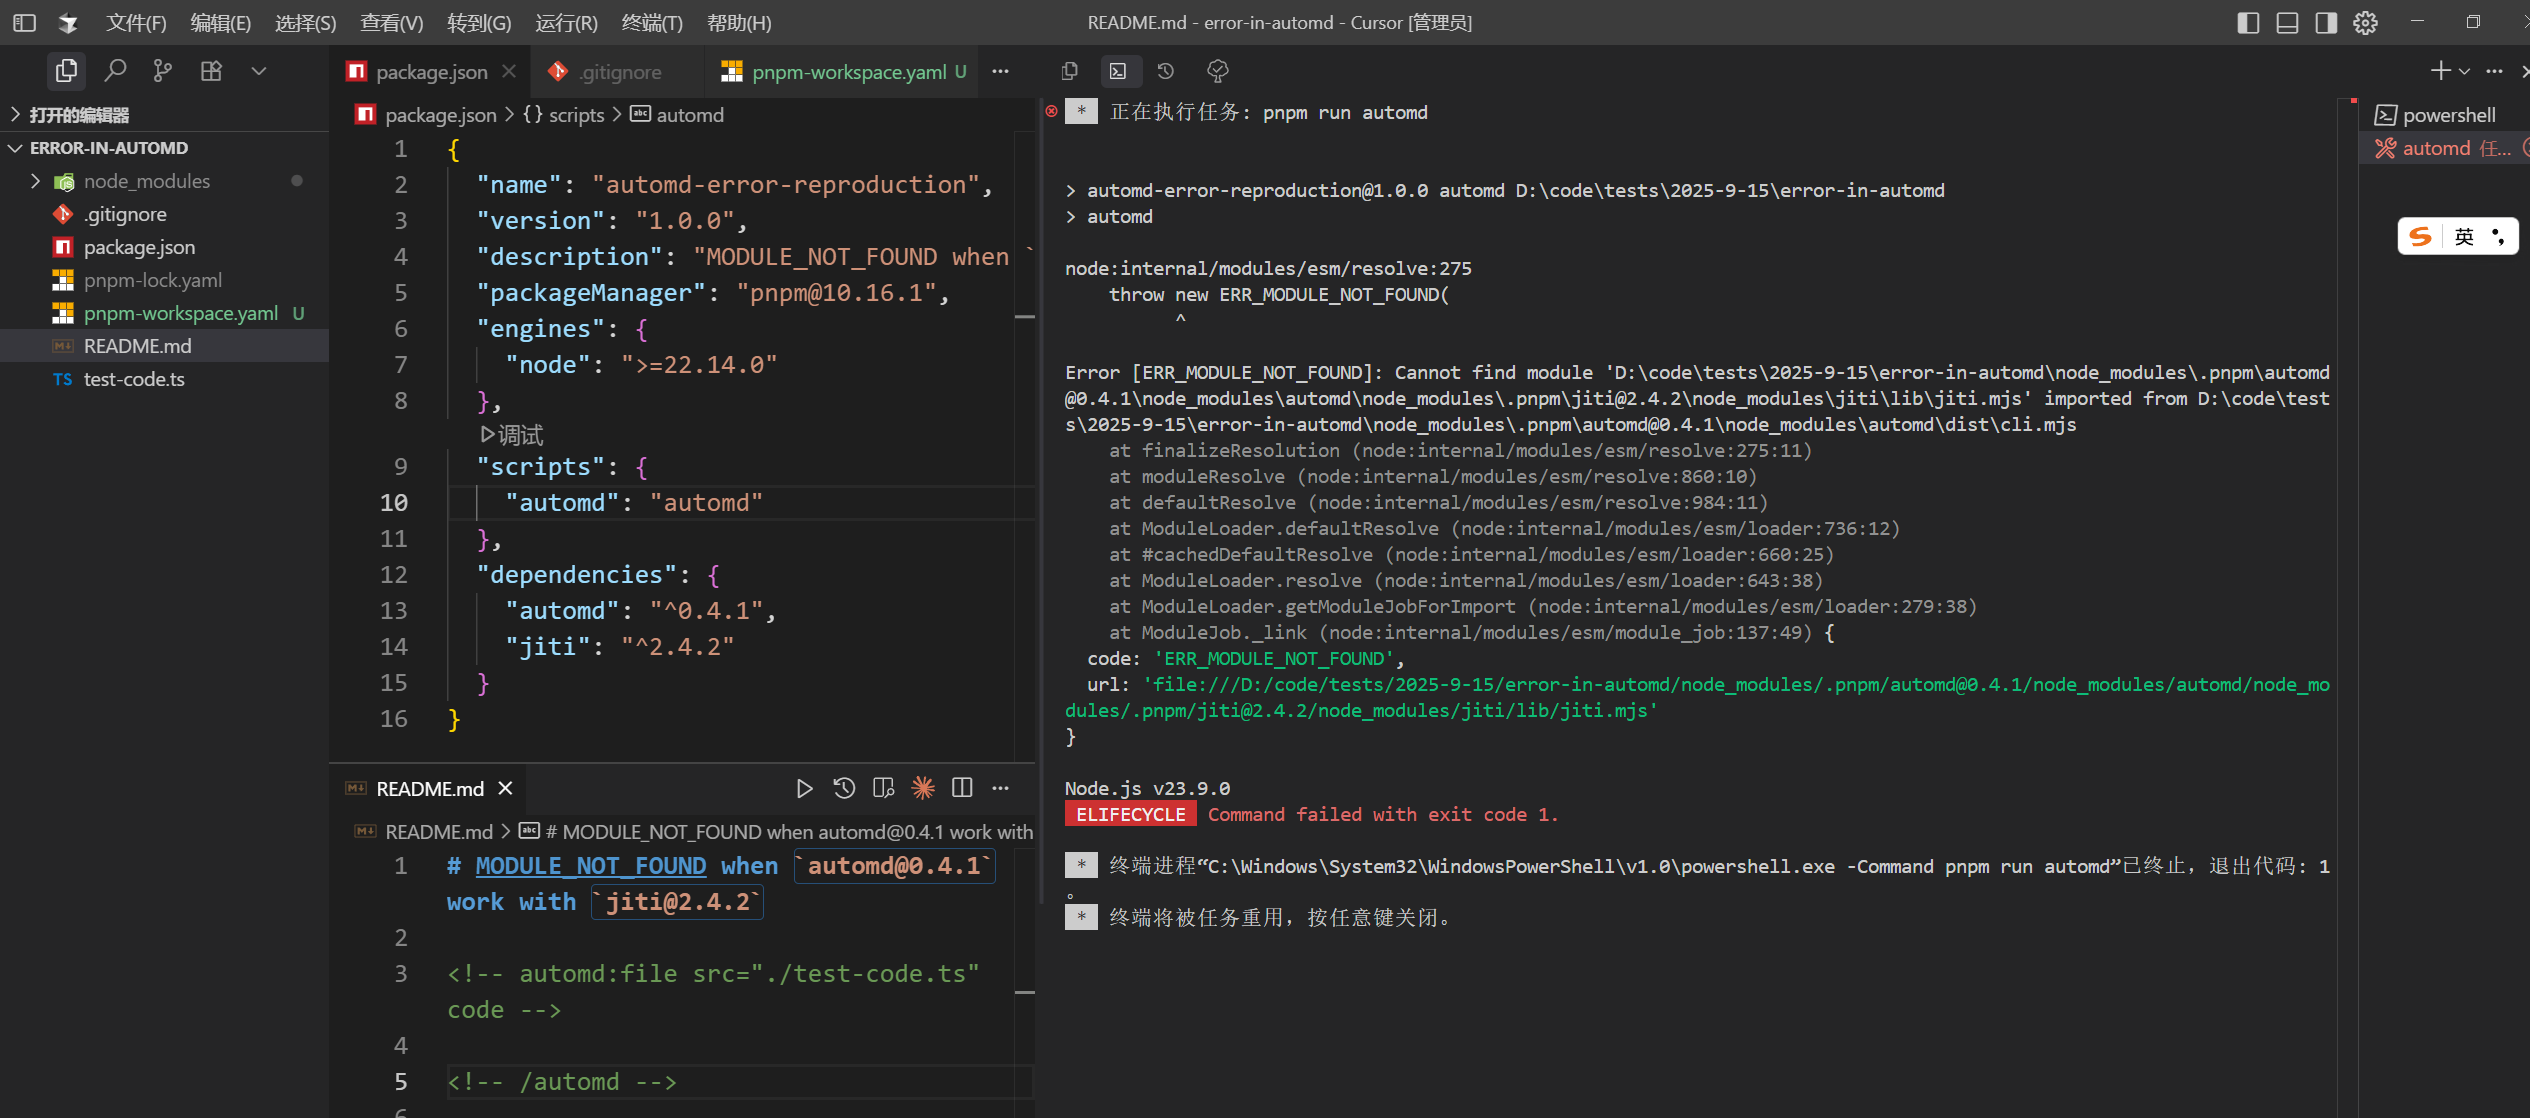 文件(F) 编辑(E) 选择(S) 查看(V) 转到(G) 运行(R) 终端(T) 帮助(H) README.md - error-in-automd - Cursor [管理员]
package.json .gitignore pnpm-workspace.yaml U
打开的编辑器
ERROR-IN-AUTOMD
node_modules
.gitignore
package.json
pnpm-lock.yaml
pnpm-workspace.yaml U
README.md
TS test-code.ts
package.json > {} scripts > automd
1 {
2 "name": "automd-error-reproduction",
3 "version": "1.0.0",
4 "description": "MODULE_NOT_FOUND when `
5 "packageManager": "pnpm@10.16.1",
6 "engines": {
7 "node": ">=22.14.0"
8 },
调试
9 "scripts": {
10 "automd": "automd"
11 },
12 "dependencies": {
13 "automd": "^0.4.1",
14 "jiti": "^2.4.2"
15 }
16 }
README.md
README.md > # MODULE_NOT_FOUND when automd@0.4.1 work with
1 # MODULE_NOT_FOUND when `automd@0.4.1`
work with `jiti@2.4.2`
2
3 <!-- automd:file src="./test-code.ts"
code -->
4
5 <!-- /automd -->
6
* 正在执行任务: pnpm run automd
> automd-error-reproduction@1.0.0 automd D:\code\tests\2025-9-15\error-in-automd
> automd
node:internal/modules/esm/resolve:275
throw new ERR_MODULE_NOT_FOUND(
^
Error [ERR_MODULE_NOT_FOUND]: Cannot find module 'D:\code\tests\2025-9-15\error-in-automd\node_modules\.pnpm\automd
@0.4.1\node_modules\automd\node_modules\.pnpm\jiti@2.4.2\node_modules\jiti\lib\jiti.mjs' imported from D:\code\test
s\2025-9-15\error-in-automd\node_modules\.pnpm\automd@0.4.1\node_modules\automd\dist\cli.mjs
at finalizeResolution (node:internal/modules/esm/resolve:275:11)
at moduleResolve (node:internal/modules/esm/resolve:860:10)
at defaultResolve (node:internal/modules/esm/resolve:984:11)
at ModuleLoader.defaultResolve (node:internal/modules/esm/loader:736:12)
at #cachedDefaultResolve (node:internal/modules/esm/loader:660:25)
at ModuleLoader.resolve (node:internal/modules/esm/loader:643:38)
at ModuleLoader.getModuleJobForImport (node:internal/modules/esm/loader:279:38)
at ModuleJob._link (node:internal/modules/esm/module_job:137:49) {
code: 'ERR_MODULE_NOT_FOUND',
url: 'file:///D:/code/tests/2025-9-15/error-in-automd/node_modules/.pnpm/automd@0.4.1/node_modules/automd/node_mo
dules/.pnpm/jiti@2.4.2/node_modules/jiti/lib/jiti.mjs'
}
Node.js v23.9.0
ELIFECYCLE Command failed with exit code 1.
* 终端进程“C:\Windows\System32\WindowsPowerShell\v1.0\powershell.exe -Command pnpm run automd”已终止，退出代码: 1
。
* 终端将被任务重用，按任意键关闭。
powershell
automd 任...
英